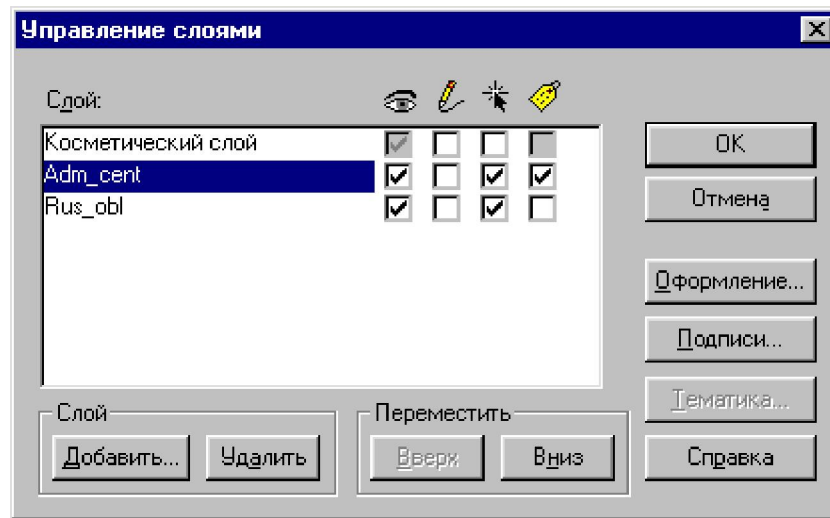 Управление слоями
Слой:
Косметический слой
Adm_cent
Rus_obl
OK
Отмена
Оформление...
Подписи...
Тематика...
Справка
Слой
Добавить...
Удалить
Переместить
Вверх
Вниз